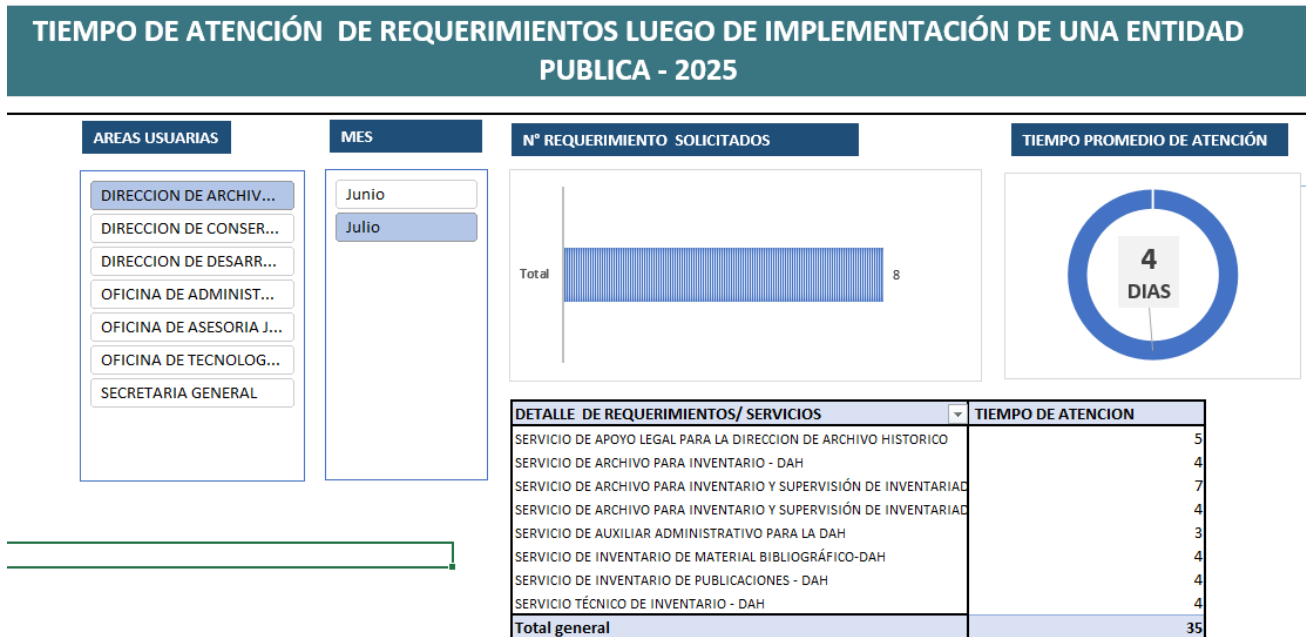 TIEMPO DE ATENCIÓN DE REQUERIMIENTOS LUEGO DE IMPLEMENTACIÓN DE UNA ENTIDAD
PUBLICA - 2025
AREAS USUARIAS
DIRECCION DE ARCHIV...
DIRECCION DE CONSER...
DIRECCION DE DESARR...
OFICINA DE ADMINIST...
OFICINA DE ASESORIA J...
OFICINA DE TECNOLOG...
SECRETARIA GENERAL
MES
Junio
Julio
N° REQUERIMIENTO SOLICITADOS
Total 8
TIEMPO PROMEDIO DE ATENCIÓN
4
DIAS
DETALLE DE REQUERIMIENTOS/ SERVICIOS TIEMPO DE ATENCION
SERVICIO DE APOYO LEGAL PARA LA DIRECCION DE ARCHIVO HISTORICO 5
SERVICIO DE ARCHIVO PARA INVENTARIO - DAH 4
SERVICIO DE ARCHIVO PARA INVENTARIO Y SUPERVISIÓN DE INVENTARIAD 7
SERVICIO DE ARCHIVO PARA INVENTARIO Y SUPERVISIÓN DE INVENTARIAD 4
SERVICIO DE AUXILIAR ADMINISTRATIVO PARA LA DAH 3
SERVICIO DE INVENTARIO DE MATERIAL BIBLIOGRÁFICO-DAH 4
SERVICIO DE INVENTARIO DE PUBLICACIONES - DAH 4
SERVICIO TÉCNICO DE INVENTARIO - DAH 4
Total general 35